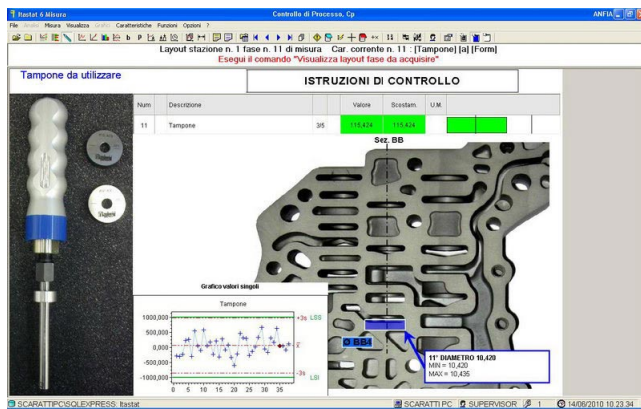 Itastat 6 Misura
Controllo di Processo, Cp
ANFIA
File Analisi Misura Visualizza Grafici Caratteristiche Funzioni Opzioni ?
Layout stazione n. 1 fase n. 11 di misura Car. corrente n. 11 : [Tampone] [a] [Form]
Esegui il comando "Visualizza layout fase da acquisire"
Tampone da utilizzare
ISTRUZIONI DI CONTROLLO
Num Descrizione Valore Scostam. U.M.
11 Tampone 3/5 115,424 115,424
Sez. BB
Grafico valori singoli
Tampone
1000,000 +3s LSS
500,000
0,000 x
-500,000
-1000,000 -3s LSI
0 5 10 15 20 25 30 35
Ø BB4
11° DIAMETRO 10,420
MIN = 10,420
MAX = 10,435
SCARATTIPC\SQLEXPRESS: Itastat
SCARATTI PC SUPERVISOR 1 14/06/2010 10.23.34